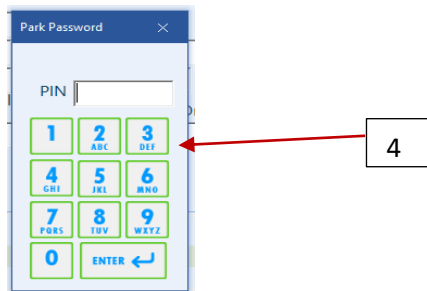 Park Password
PIN
1 2 3
ABC DEF
4
4 5 6
GHI JKL MNO
7 8 9
PQRS TUV WXYZ
0 ENTER